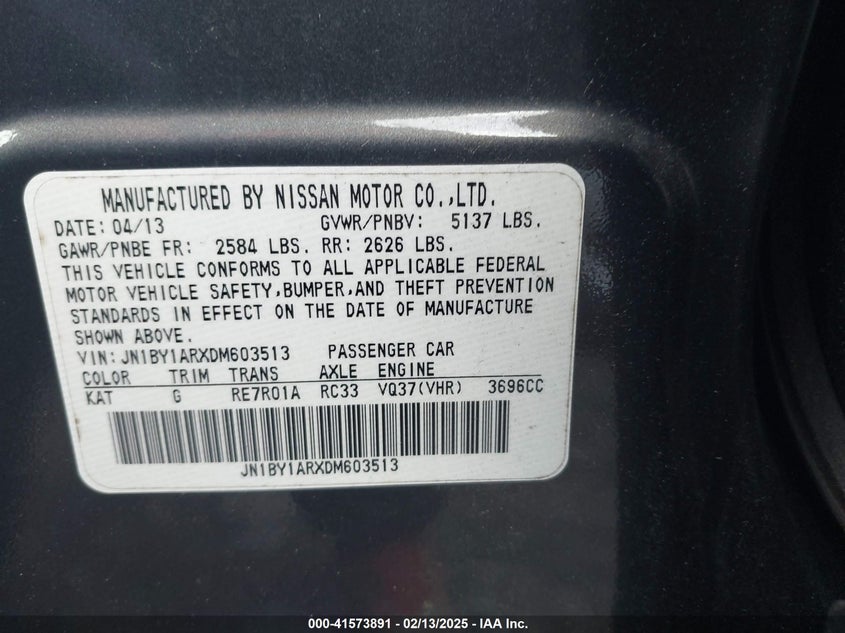 MANUFACTURED BY NISSAN MOTOR CO.,LTD.
DATE: 04/13 GVWR/PNBV: 5137 LBS.
GAWR/PNBE FR: 2584 LBS. RR: 2626 LBS.
THIS VEHICLE CONFORMS TO ALL APPLICABLE FEDERAL
MOTOR VEHICLE SAFETY,BUMPER,AND THEFT PREVENTION
STANDARDS IN EFFECT ON THE DATE OF MANUFACTURE
SHOWN ABOVE.
VIN: JN1BY1ARXDM603513 PASSENGER CAR
COLOR TRIM TRANS AXLE ENGINE
KAT G RE7R01A RC33 VQ37(VHR) 3696CC
JN1BY1ARXDM603513
000-41573891 - 02/13/2025 - IAA Inc.